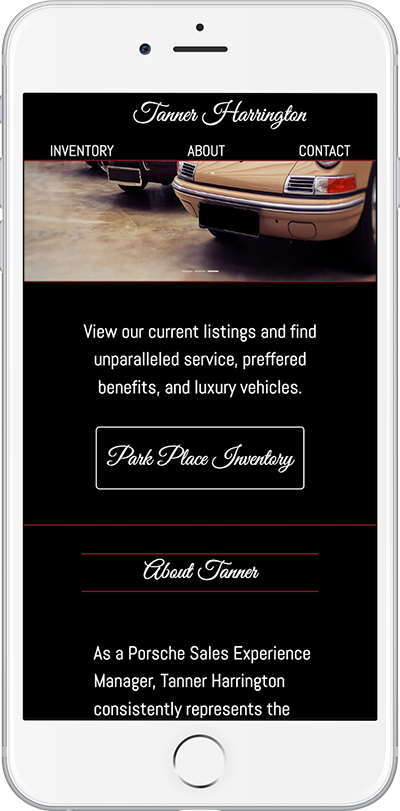 Tanner Harrington
INVENTORY ABOUT CONTACT
View our current listings and find
unparalleled service, preffered
benefits, and luxury vehicles.
Park Place Inventory
About Tanner
As a Porsche Sales Experience
Manager, Tanner Harrington
consistently represents the